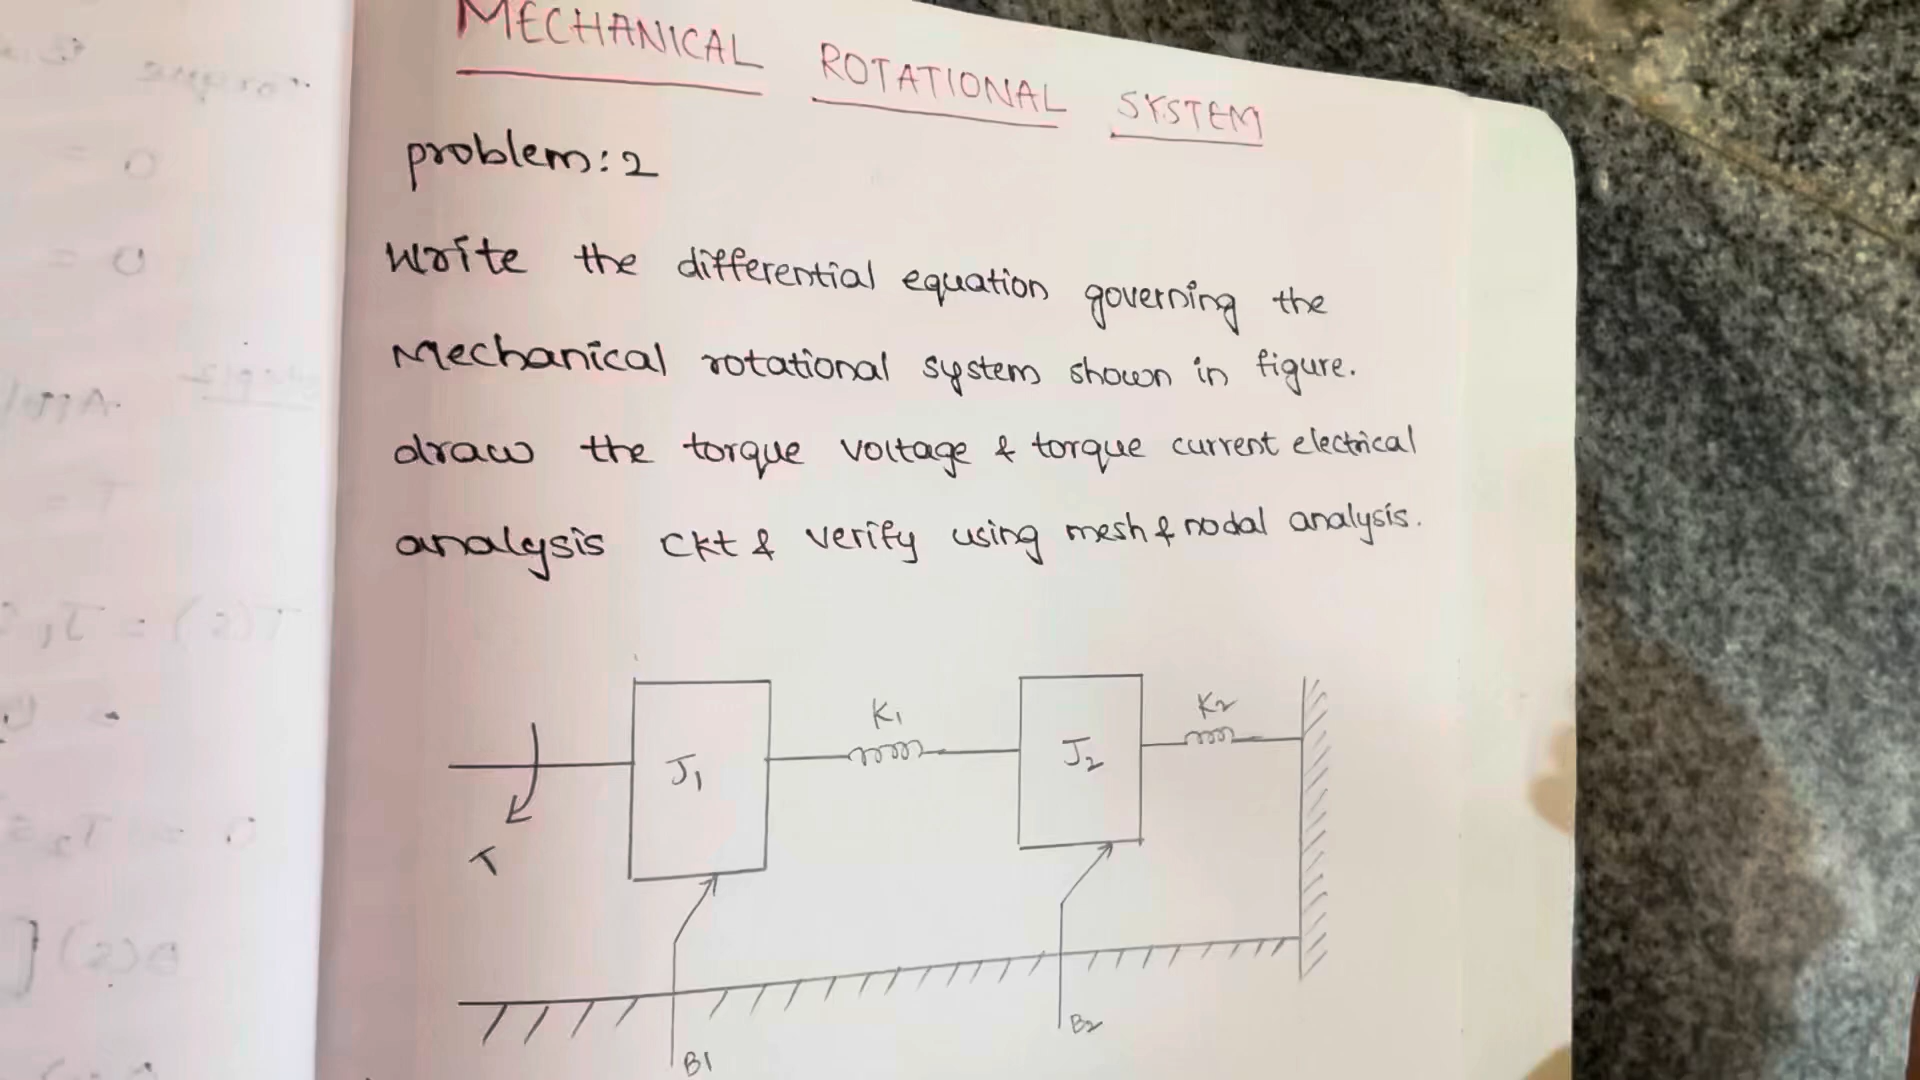 MECHANICAL ROTATIONAL SYSTEM
problem: 2
Write the differential equation governing the
Mechanical rotational system shown in figure.
draw the torque voltage & torque current electrical
analysis ckt & verify using mesh & nodal analysis.
K1
K2
J1
J2
T
B2
B1